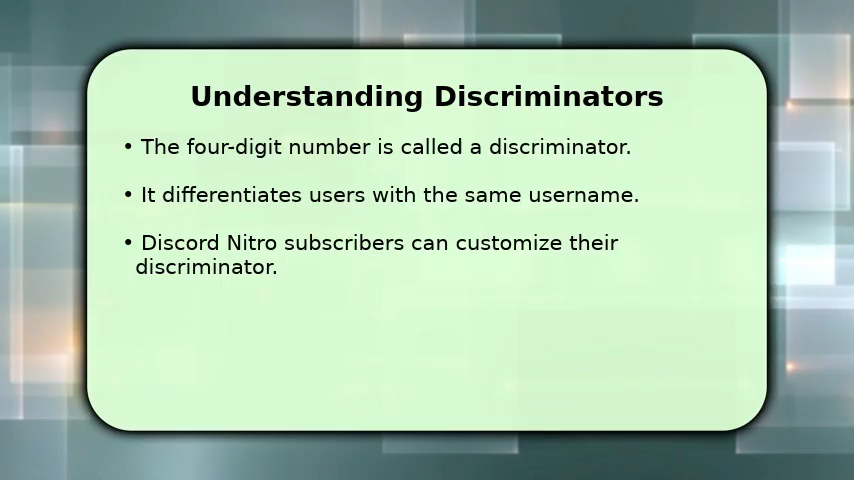 Understanding Discriminators
• The four-digit number is called a discriminator.
• It differentiates users with the same username.
• Discord Nitro subscribers can customize their
discriminator.